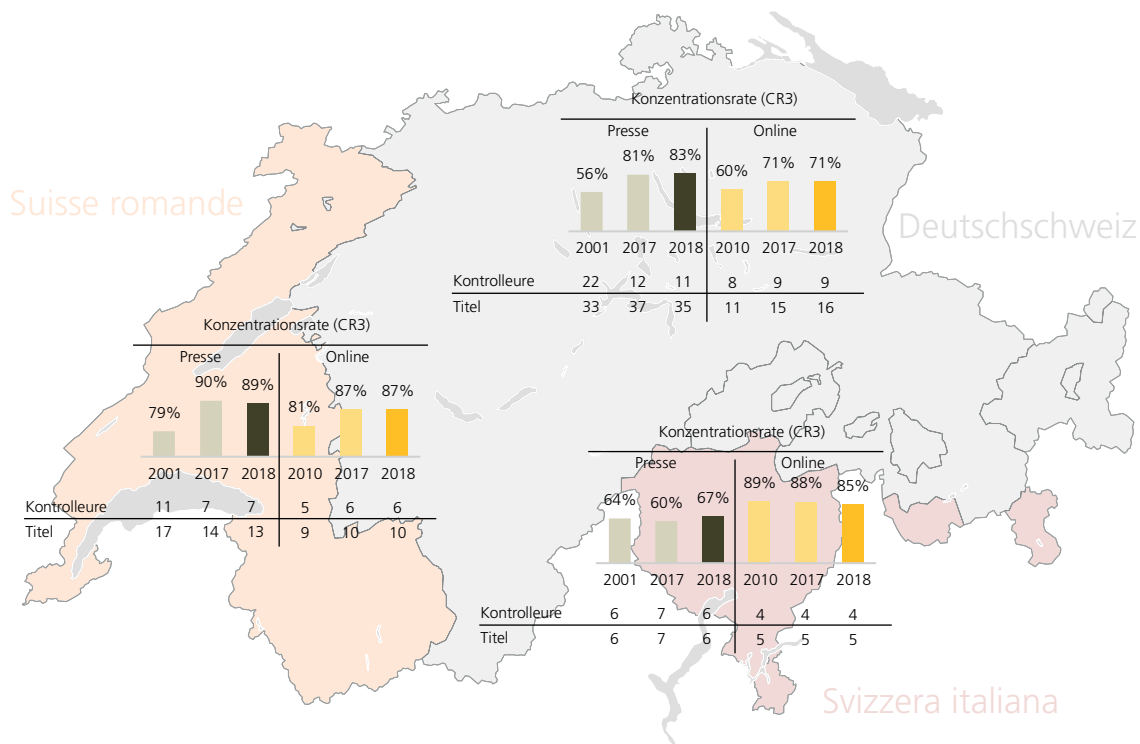 Konzentrationsrate (CR3)
Presse Online
56% 81% 83% 60% 71% 71%
2001 2017 2018 2010 2017 2018
Kontrolleure 22 12 11 8 9 9
Titel 33 37 35 11 15 16
Suisse romande
Deutschschweiz
Konzentrationsrate (CR3)
Presse Online
79% 90% 89% 81% 87% 87%
2001 2017 2018 2010 2017 2018
Kontrolleure 11 7 7 5 6 6
Titel 17 14 13 9 10 10
Konzentrationsrate (CR3)
Presse Online
64% 60% 67% 89% 88% 85%
2001 2017 2018 2010 2017 2018
Kontrolleure 6 7 6 4 4 4
Titel 6 7 6 5 5 5
Svizzera italiana